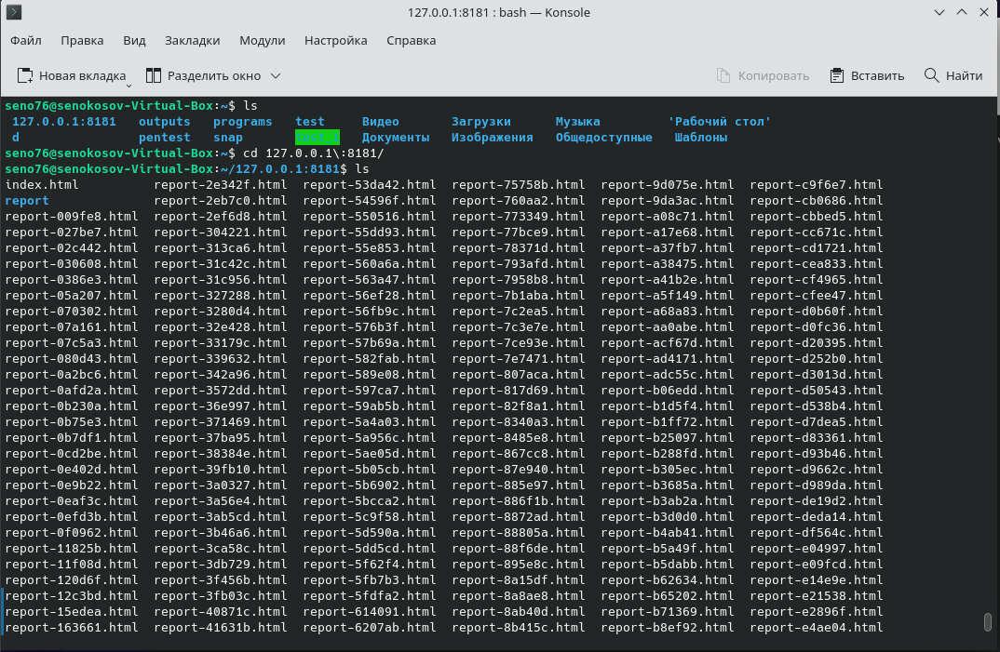 127.0.0.1:8181 : bash — Konsole
Файл Правка Вид Закладки Модули Настройка Справка
Новая вкладка Разделить окно Копировать Вставить Найти
seno76@senokosov-Virtual-Box:~$ ls
127.0.0.1:8181 outputs programs test Видео Загрузки Музыка 'Рабочий стол'
d pentest snap Документы Изображения Общедоступные Шаблоны
seno76@senokosov-Virtual-Box:~$ cd 127.0.0.1\:8181/
seno76@senokosov-Virtual-Box:~/127.0.0.1:8181$ ls
index.html report-2e342f.html report-53da42.html report-75758b.html report-9d075e.html report-c9f6e7.html
report report-2eb7c0.html report-54596f.html report-760aa2.html report-9da3ac.html report-cb0686.html
report-009fe8.html report-2ef6d8.html report-550516.html report-773349.html report-a08c71.html report-cbbed5.html
report-027be7.html report-304221.html report-55dd93.html report-77bce9.html report-a17e68.html report-cc671c.html
report-02c442.html report-313ca6.html report-55e853.html report-78371d.html report-a37fb7.html report-cd1721.html
report-030608.html report-31c42c.html report-560a6a.html report-793afd.html report-a38475.html report-cea833.html
report-0386e3.html report-31c956.html report-563a47.html report-7958b8.html report-a41b2e.html report-cf4965.html
report-05a207.html report-327288.html report-56ef28.html report-7b1aba.html report-a5f149.html report-cfee47.html
report-070302.html report-3280d4.html report-56fb9c.html report-7c2ea5.html report-a68a83.html report-d0b60f.html
report-07a161.html report-32e428.html report-576b3f.html report-7c3e7e.html report-aa0abe.html report-d0fc36.html
report-07c5a3.html report-33179c.html report-57b69a.html report-7ce93e.html report-acf67d.html report-d20395.html
report-080d43.html report-339632.html report-582fab.html report-7e7471.html report-ad4171.html report-d252b0.html
report-0a2bc6.html report-342a96.html report-589e08.html report-807aca.html report-adc55c.html report-d3013d.html
report-0afd2a.html report-3572dd.html report-597ca7.html report-817d69.html report-b06edd.html report-d50543.html
report-0b230a.html report-36e997.html report-59ab5b.html report-82f8a1.html report-b1d5f4.html report-d538b4.html
report-0b75e3.html report-371469.html report-5a4a03.html report-8340a3.html report-b1ff72.html report-d7dea5.html
report-0b7df1.html report-37ba95.html report-5a956c.html report-8485e8.html report-b25097.html report-d83361.html
report-0cd2be.html report-38384e.html report-5ae05d.html report-867cc8.html report-b288fd.html report-d93b46.html
report-0e402d.html report-39fb10.html report-5b05cb.html report-87e940.html report-b305ec.html report-d9662c.html
report-0e9b22.html report-3a0327.html report-5b6902.html report-885e97.html report-b3685a.html report-d989da.html
report-0eaf3c.html report-3a56e4.html report-5bcca2.html report-886f1b.html report-b3ab2a.html report-de19d2.html
report-0efd3b.html report-3ab5cd.html report-5c9f58.html report-8872ad.html report-b3d0d0.html report-deda14.html
report-0f0962.html report-3b46a6.html report-5d590a.html report-88805a.html report-b4ab41.html report-df564c.html
report-11825b.html report-3ca58c.html report-5dd5cd.html report-88f6de.html report-b5a49f.html report-e04997.html
report-11f08d.html report-3db729.html report-5f62f4.html report-895e8c.html report-b5dabb.html report-e09fcd.html
report-120d6f.html report-3f456b.html report-5fb7b3.html report-8a15df.html report-b62634.html report-e14e9e.html
report-12c3bd.html report-3fb03c.html report-5fdfa2.html report-8a8ae8.html report-b65202.html report-e21538.html
report-15edea.html report-40871c.html report-614091.html report-8ab40d.html report-b71369.html report-e2896f.html
report-163661.html report-41631b.html report-6207ab.html report-8b415c.html report-b8ef92.html report-e4ae04.html